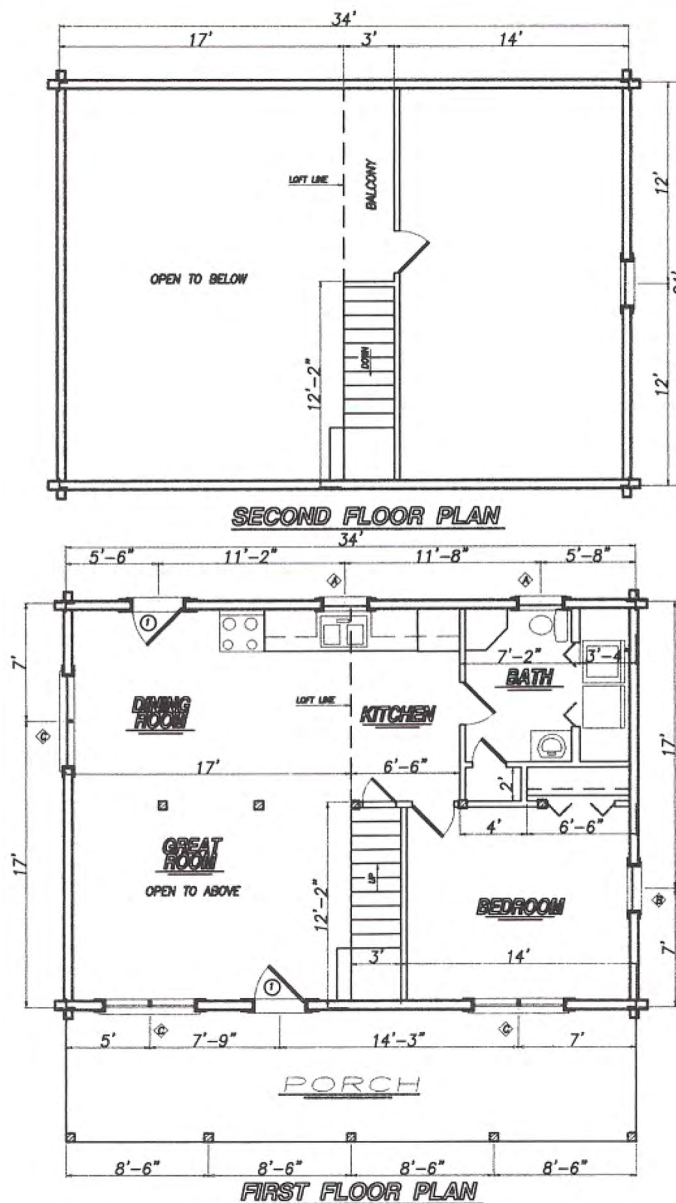 34'
17'
3'
14'
LOFT LINE
BALCONY
12'
OPEN TO BELOW
12'-2"
DOWN
12'
SECOND FLOOR PLAN
34'
5'-6"
11'-2"
11'-8"
5'-8"
A
A
1
7'
7'-2"
3'-4"
BATH
DINING
ROOM
LOFT LINE
KITCHEN
C
17'
17'
6'-6"
2'
4'
6'-6"
GREAT
ROOM
OPEN TO ABOVE
17'
12'-2"
UP
BEDROOM
B
3'
14'
7'
1
C
C
5'
7'-9"
14'-3"
7'
PORCH
8'-6"
8'-6"
8'-6"
8'-6"
FIRST FLOOR PLAN